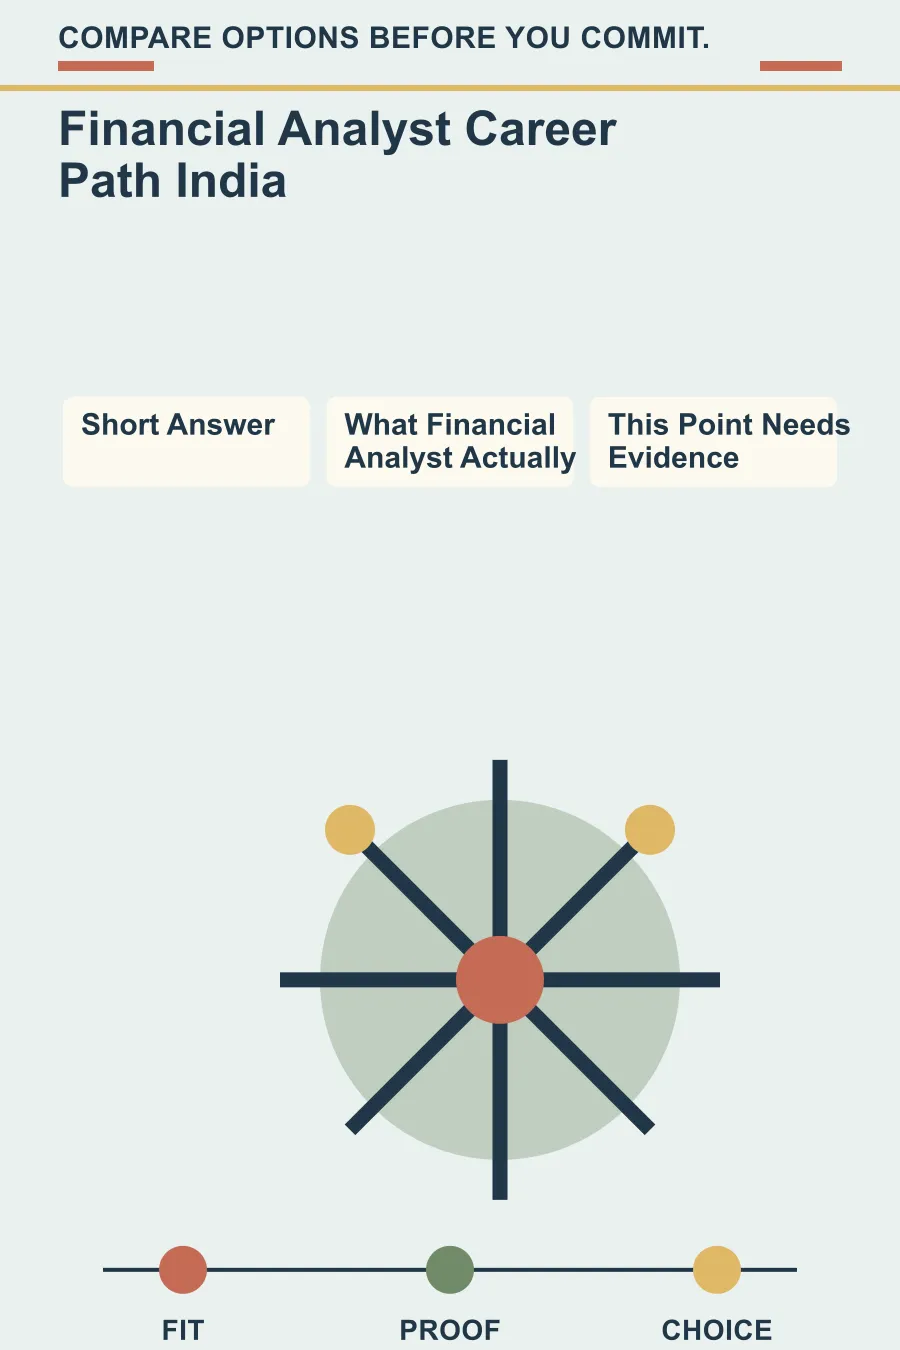 COMPARE OPTIONS BEFORE YOU COMMIT.
Financial Analyst Career
Path India
Short Answer
What Financial
Analyst Actually
This Point Needs
Evidence
FIT
PROOF
CHOICE